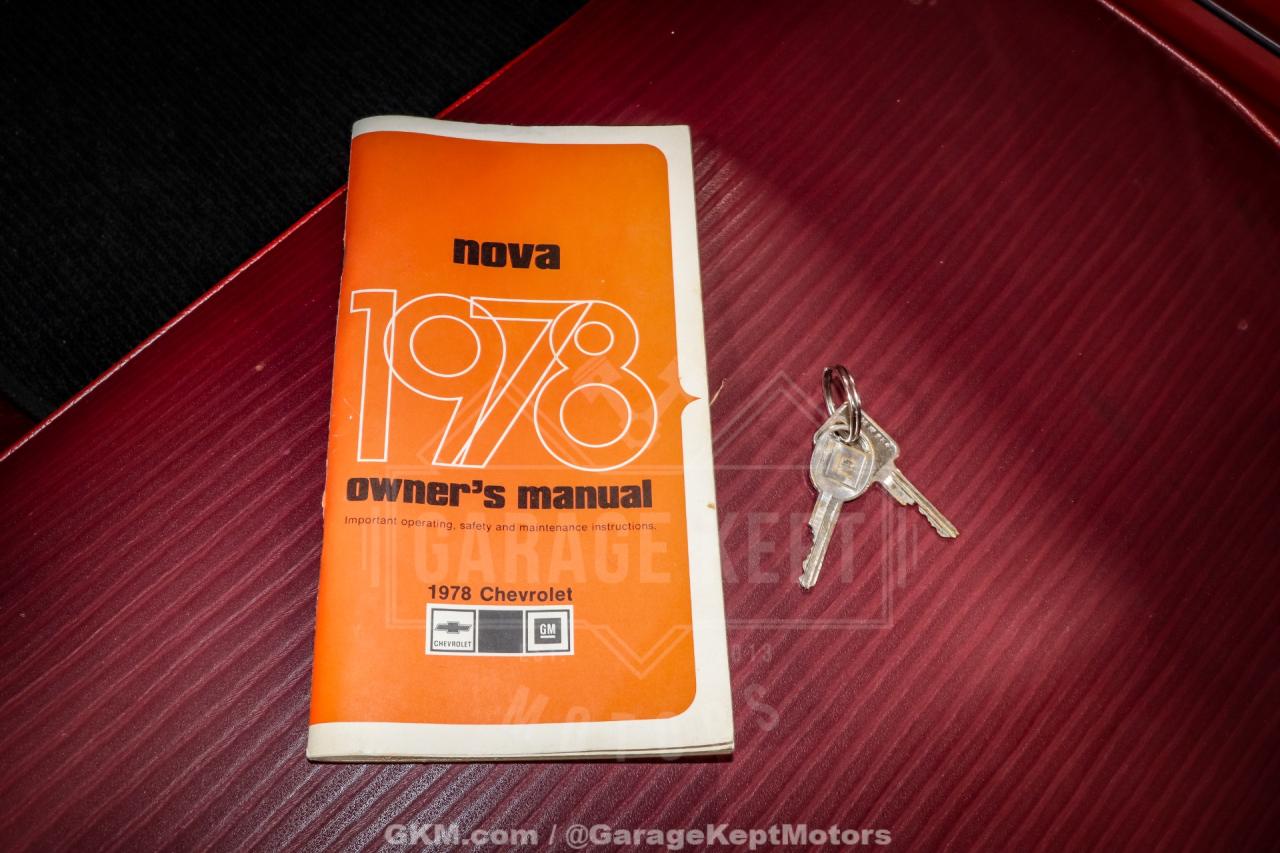 nova
1978
owner's manual
Important operating, safety and maintenance instructions.
1978 Chevrolet
CHEVROLET
GM
GARAGE KEPT
MOTORS
GKM.com / @GarageKeptMotors